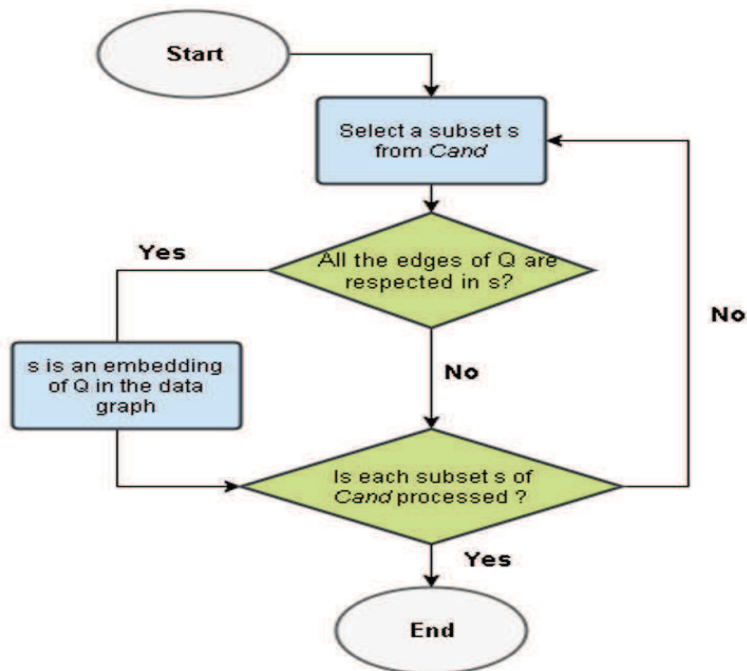 Start
Select a subset s
from Cand
All the edges of Q are
respected in s?
Yes
s is an embedding
of Q in the data
graph
No
No
Is each subset s of
Cand processed ?
Yes
End